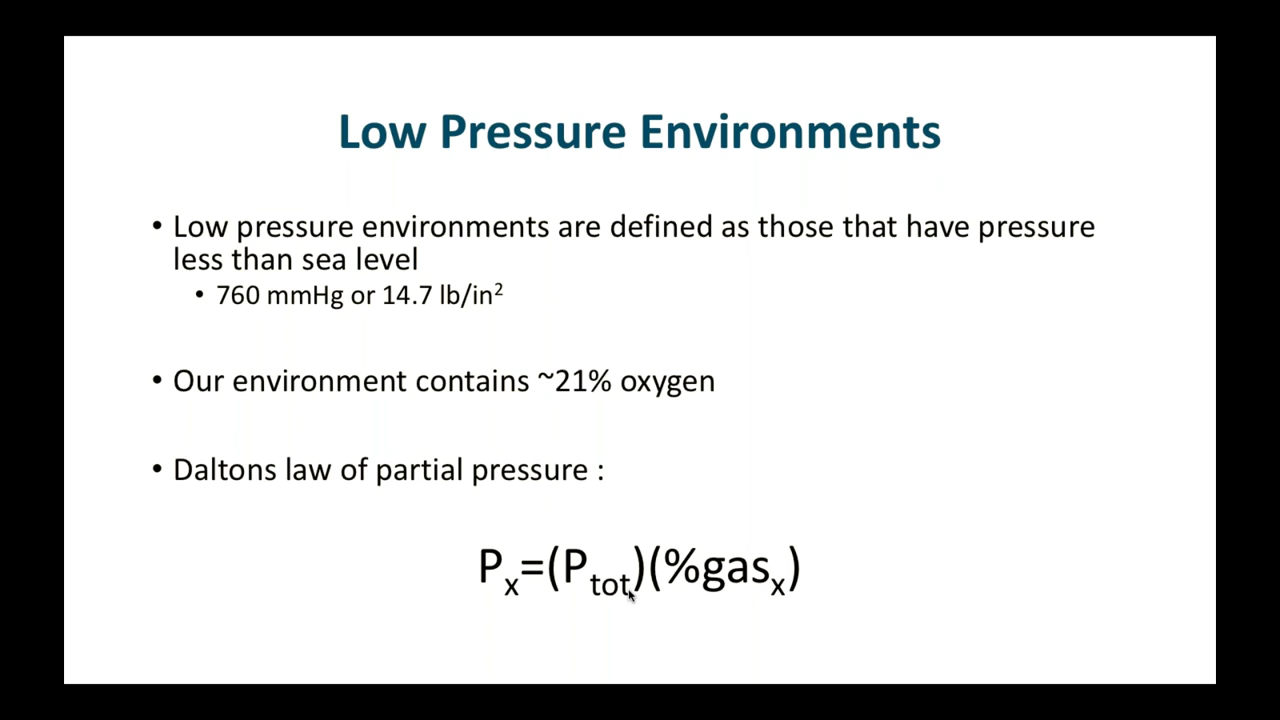 Low Pressure Environments
• Low pressure environments are defined as those that have pressure
less than sea level
• 760 mmHg or 14.7 lb/in²
• Our environment contains ~21% oxygen
• Daltons law of partial pressure :
Pₓ=(Pₜₒₜ)(%gasₓ)